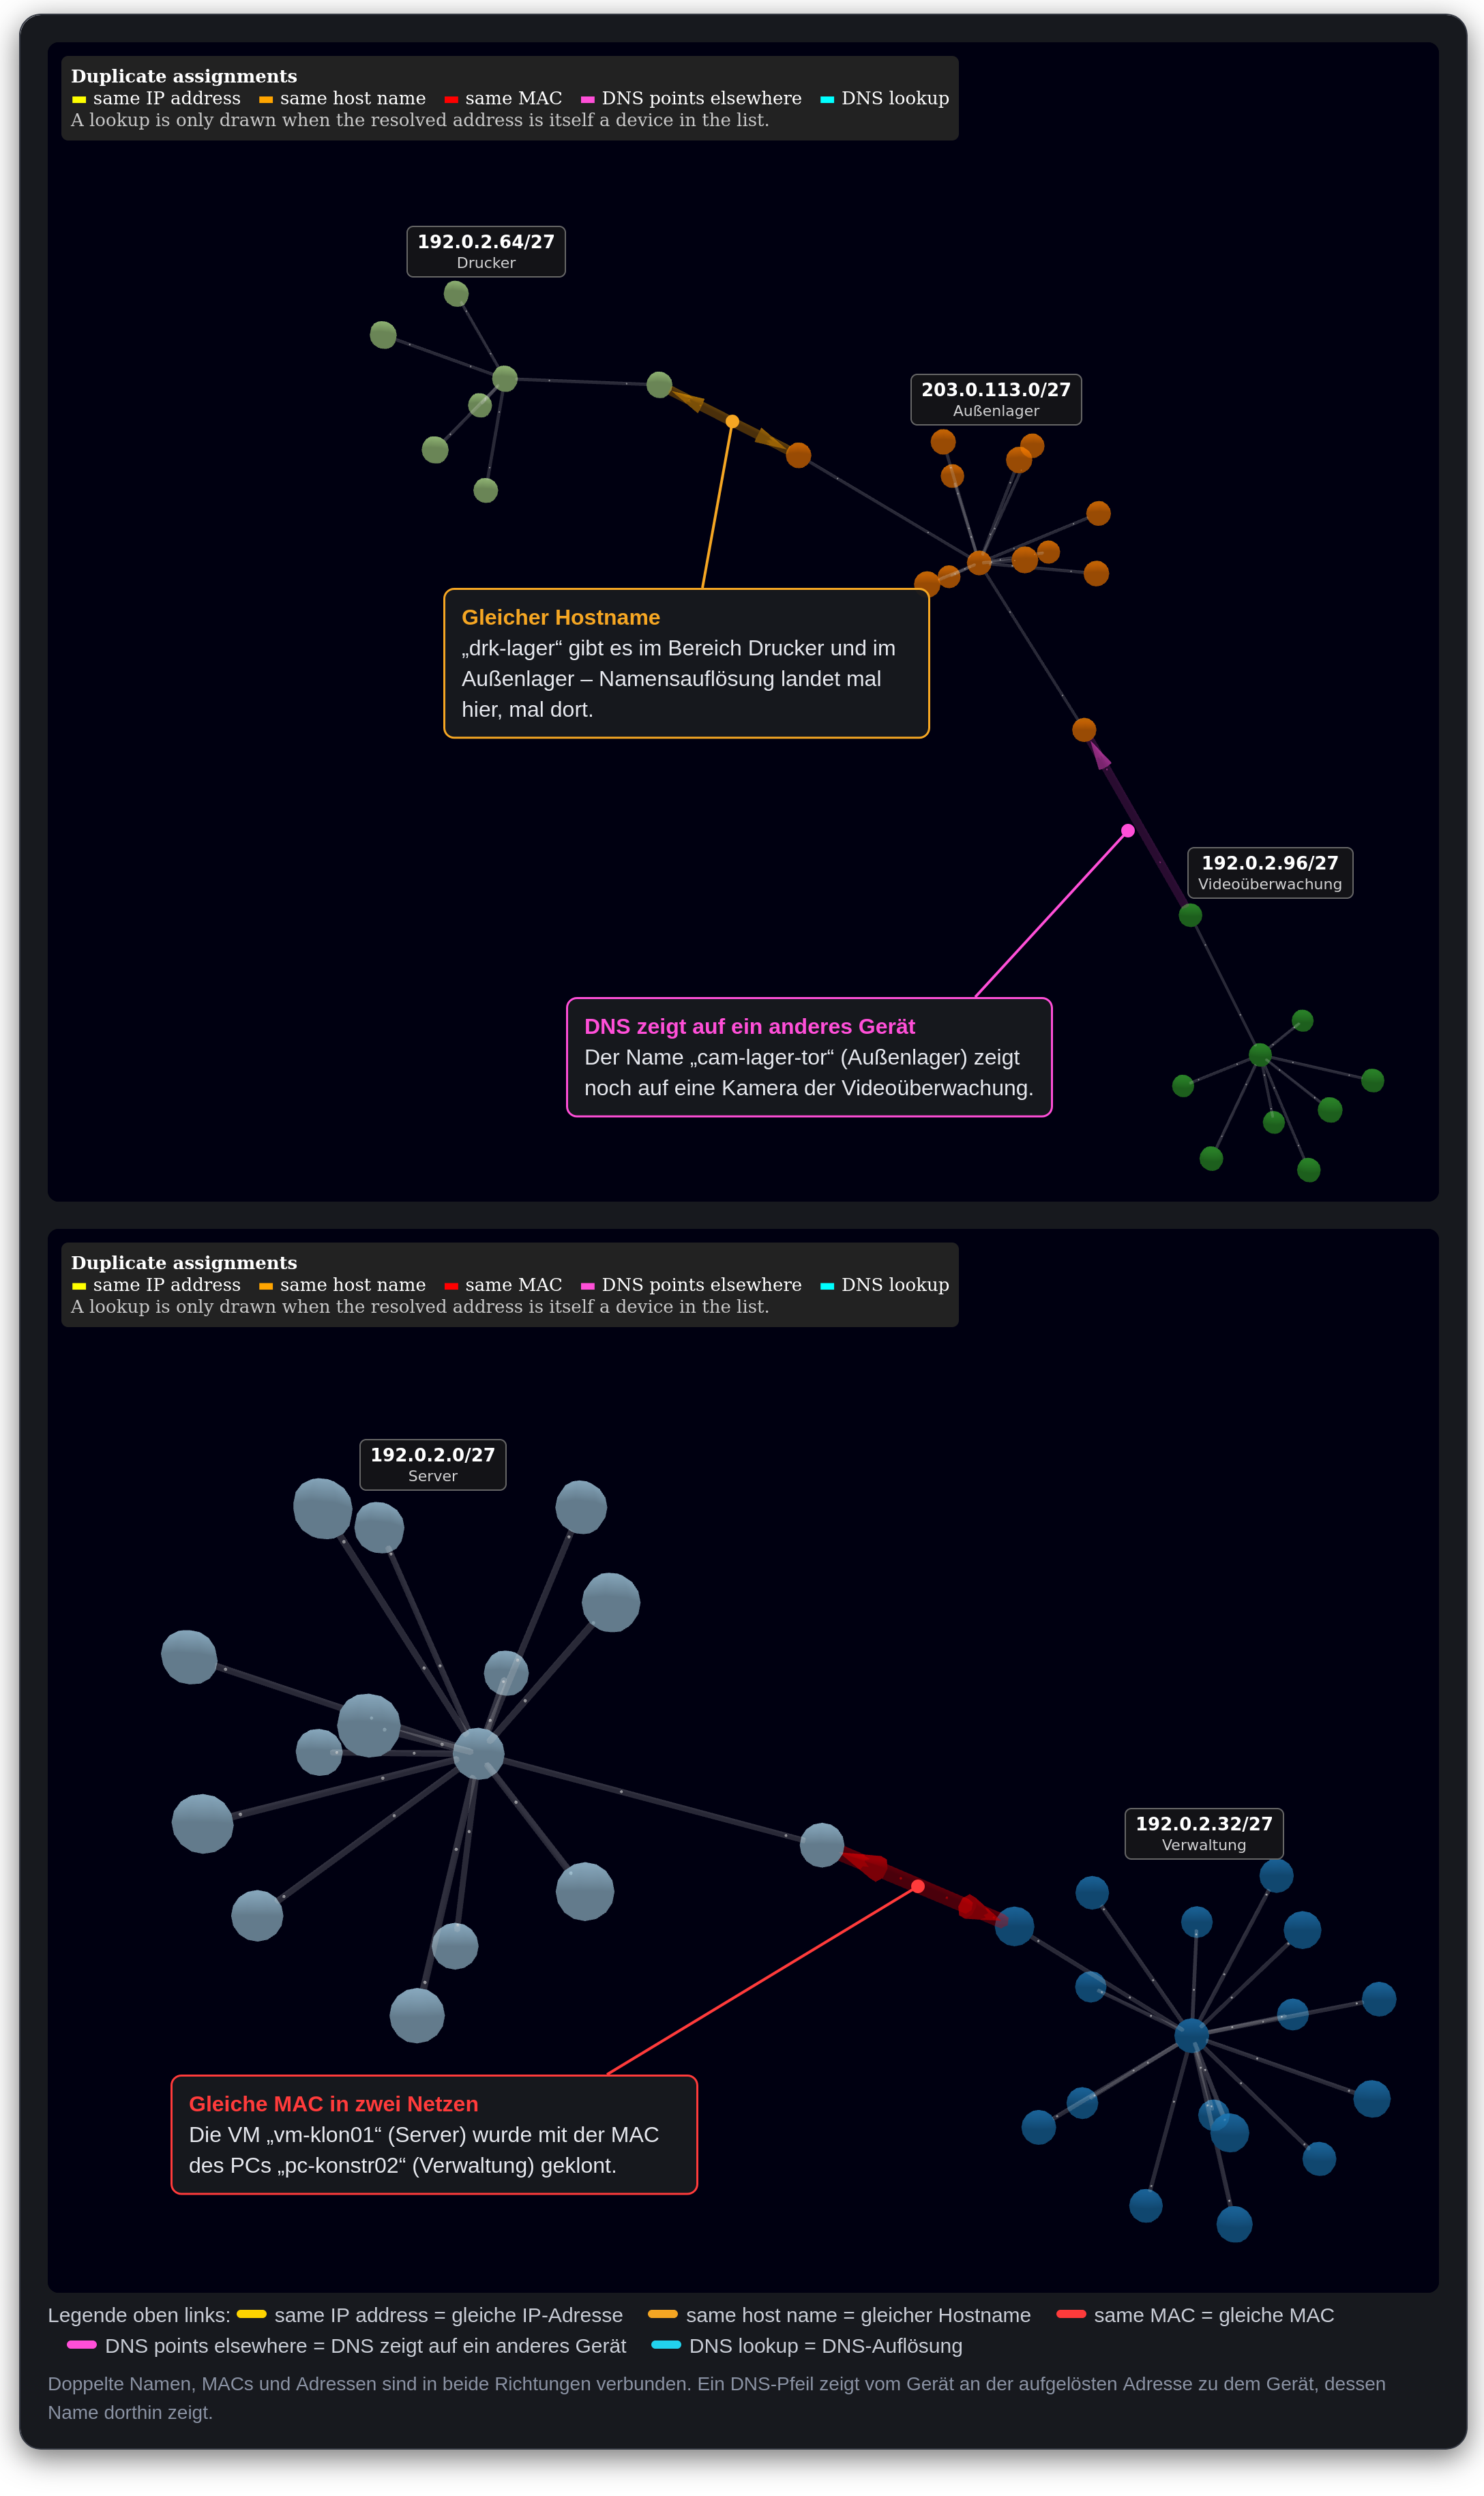 Duplicate assignments
same IP address same host name same MAC DNS points elsewhere DNS lookup
A lookup is only drawn when the resolved address is itself a device in the list.
192.0.2.64/27
Drucker
203.0.113.0/27
Außenlager
Gleicher Hostname
„drk-lager“ gibt es im Bereich Drucker und im
Außenlager – Namensauflösung landet mal
hier, mal dort.
192.0.2.96/27
Videoüberwachung
DNS zeigt auf ein anderes Gerät
Der Name „cam-lager-tor“ (Außenlager) zeigt
noch auf eine Kamera der Videoüberwachung.
Duplicate assignments
same IP address same host name same MAC DNS points elsewhere DNS lookup
A lookup is only drawn when the resolved address is itself a device in the list.
192.0.2.0/27
Server
192.0.2.32/27
Verwaltung
Gleiche MAC in zwei Netzen
Die VM „vm-klon01“ (Server) wurde mit der MAC
des PCs „pc-konstr02“ (Verwaltung) geklont.
Legende oben links: same IP address = gleiche IP-Adresse same host name = gleicher Hostname same MAC = gleiche MAC
DNS points elsewhere = DNS zeigt auf ein anderes Gerät DNS lookup = DNS-Auflösung
Doppelte Namen, MACs und Adressen sind in beide Richtungen verbunden. Ein DNS-Pfeil zeigt vom Gerät an der aufgelösten Adresse zu dem Gerät, dessen
Name dorthin zeigt.